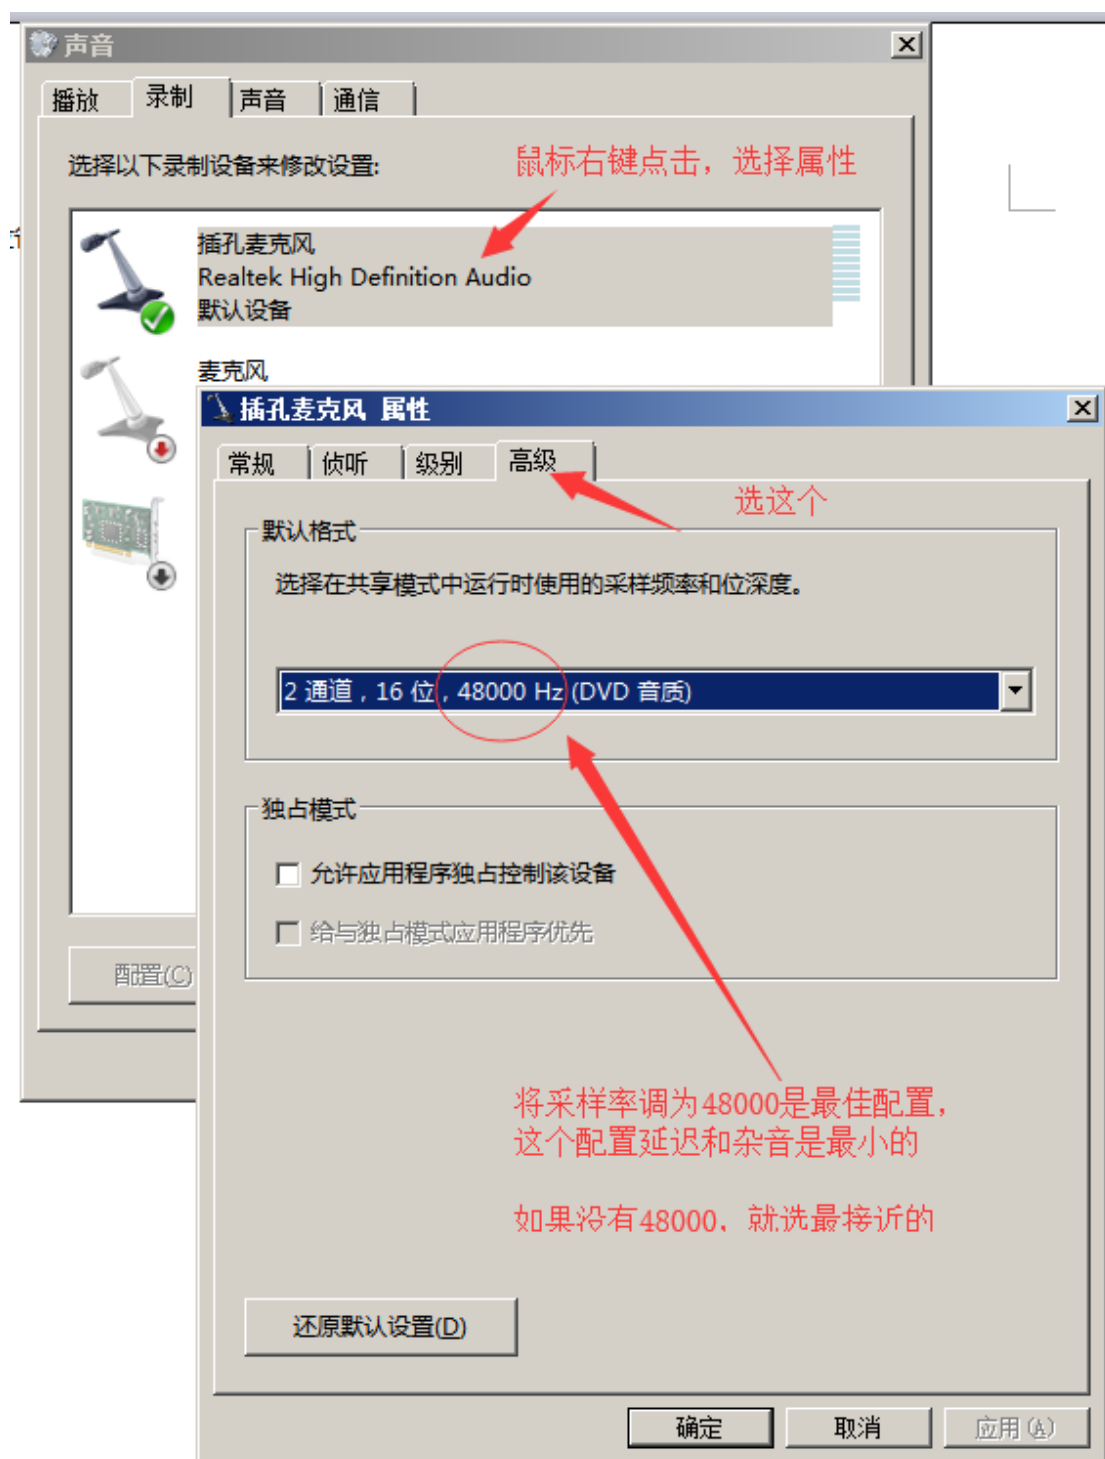 声音
播放 录制 声音 通信
选择以下录制设备来修改设置:
鼠标右键点击，选择属性
插孔麦克风
Realtek High Definition Audio
默认设备
麦克风
插孔麦克风 属性
常规 侦听 级别 高级
选这个
默认格式
选择在共享模式中运行时使用的采样频率和位深度。
2 通道，16 位，48000 Hz (DVD 音质)
独占模式
允许应用程序独占控制该设备
给与独占模式应用程序优先
配置(C)
将采样率调为48000是最佳配置，
这个配置延迟和杂音是最小的
如果没有48000，就选最接近的
还原默认设置(D)
确定 取消 应用(A)